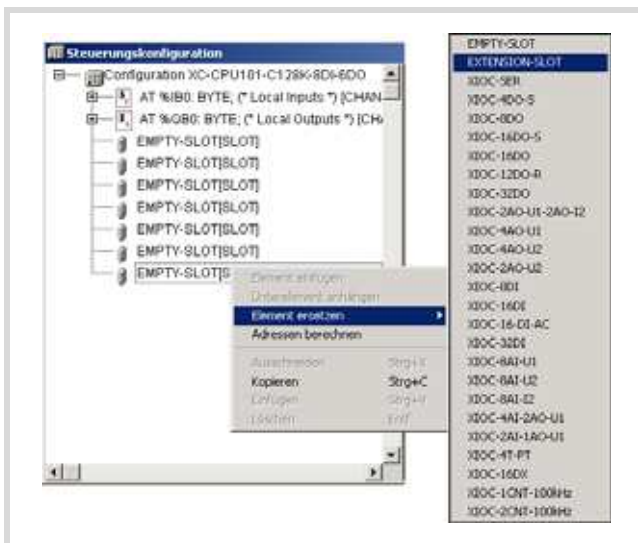 Steuerungskonfiguration
Configuration XC-CPU101-C128K-8DI-6DO
AT %IB0: BYTE; (* Local Inputs *) [CHAN
AT %QB0: BYTE; (* Local Outputs *) [CHA
EMPTY-SLOT[SLOT]
EMPTY-SLOT[SLOT]
EMPTY-SLOT[SLOT]
EMPTY-SLOT[SLOT]
EMPTY-SLOT[SLOT]
EMPTY-SLOT[SLOT]
EMPTY-SLOT[S
Element einfügen
Unterelement anhängen
Element ersetzen
Adressen berechnen
Ausschneiden Strg+X
Kopieren Strg+C
Einfügen Strg+V
Löschen Entf
EMPTY-SLOT
EXTENSION-SLOT
XIOC-SER
XIOC-4DO-S
XIOC-8DO
XIOC-16DO-S
XIOC-16DO
XIOC-12DO-R
XIOC-32DO
XIOC-2AO-U1-2AO-I2
XIOC-4AO-U1
XIOC-4AO-U2
XIOC-2AO-U2
XIOC-8DI
XIOC-16DI
XIOC-16-DI-AC
XIOC-32DI
XIOC-8AI-U1
XIOC-8AI-U2
XIOC-8AI-I2
XIOC-4AI-2AO-U1
XIOC-2AI-1AO-U1
XIOC-4T-PT
XIOC-16DX
XIOC-1CNT-100kHz
XIOC-2CNT-100kHz